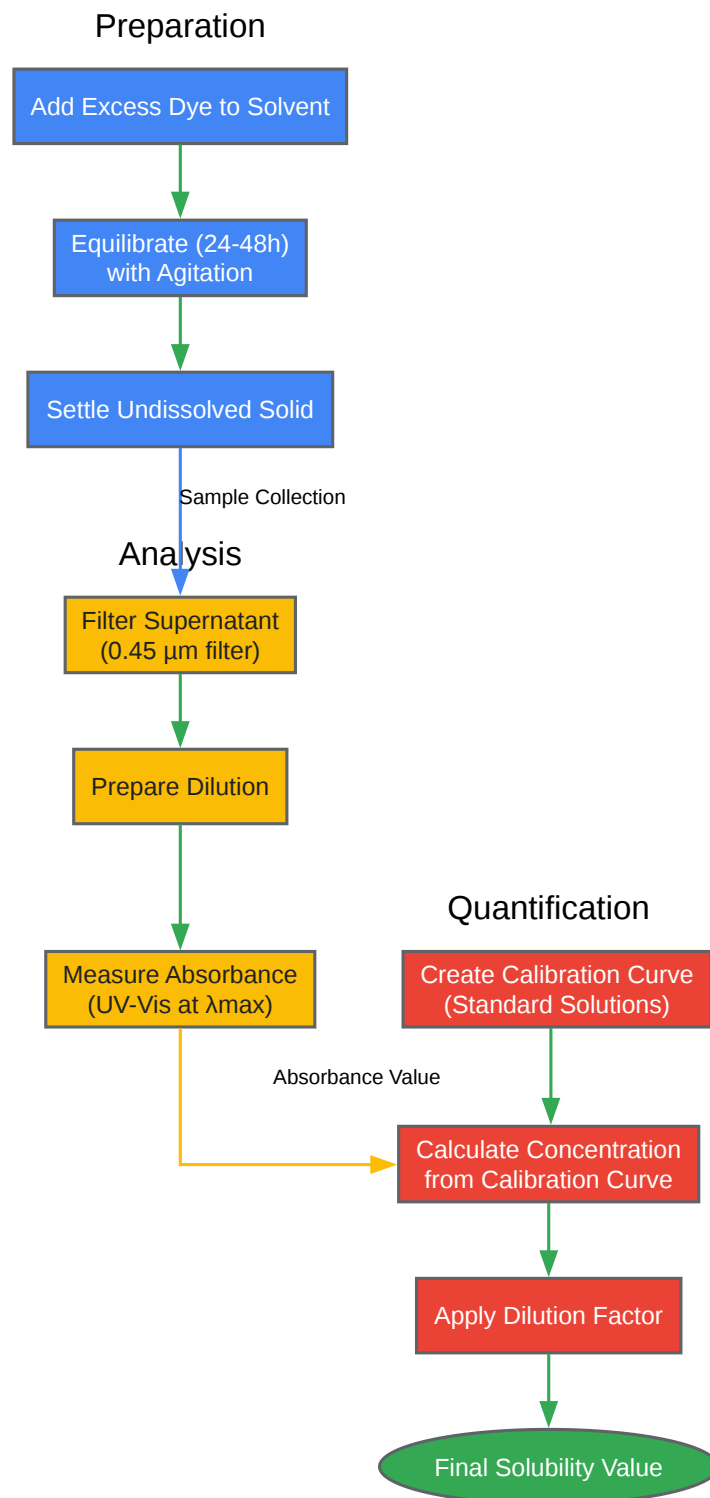 Preparation
Add Excess Dye to Solvent
Equilibrate (24-48h)
with Agitation
Settle Undissolved Solid
Sample Collection
Analysis
Filter Supernatant
(0.45 µm filter)
Prepare Dilution
Quantification
Measure Absorbance
(UV-Vis at λmax)
Create Calibration Curve
(Standard Solutions)
Absorbance Value
Calculate Concentration
from Calibration Curve
Apply Dilution Factor
Final Solubility Value